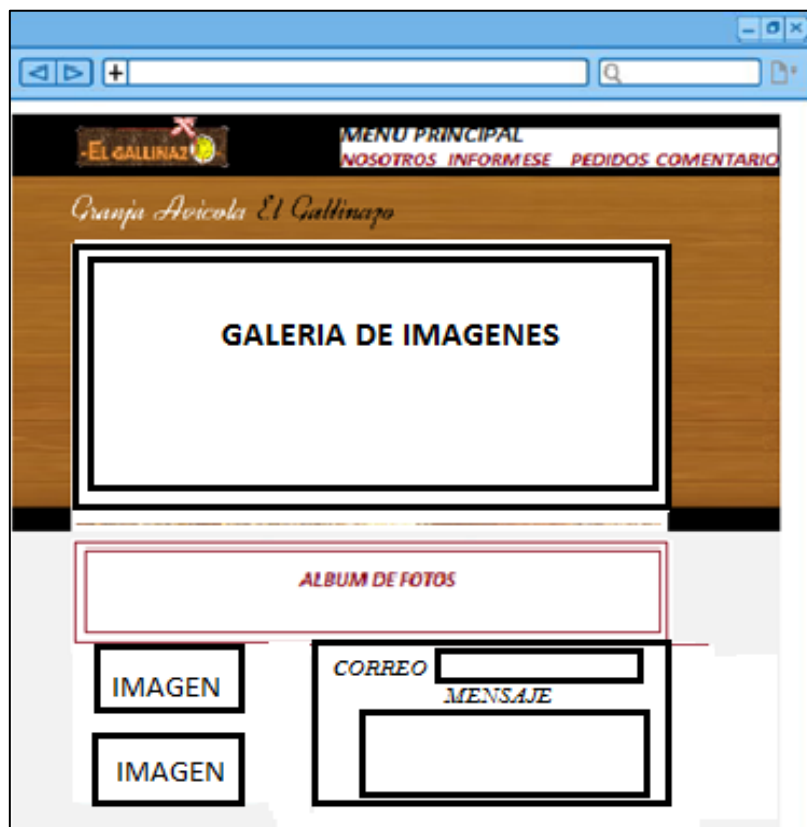 MENU PRINCIPAL
-EL GALLINAZ
NOSOTROS INFORMESE PEDIDOS COMENTARIO
Granja Avicola El Gallinazo
GALERIA DE IMAGENES
ALBUM DE FOTOS
IMAGEN
CORREO
MENSAJE
IMAGEN